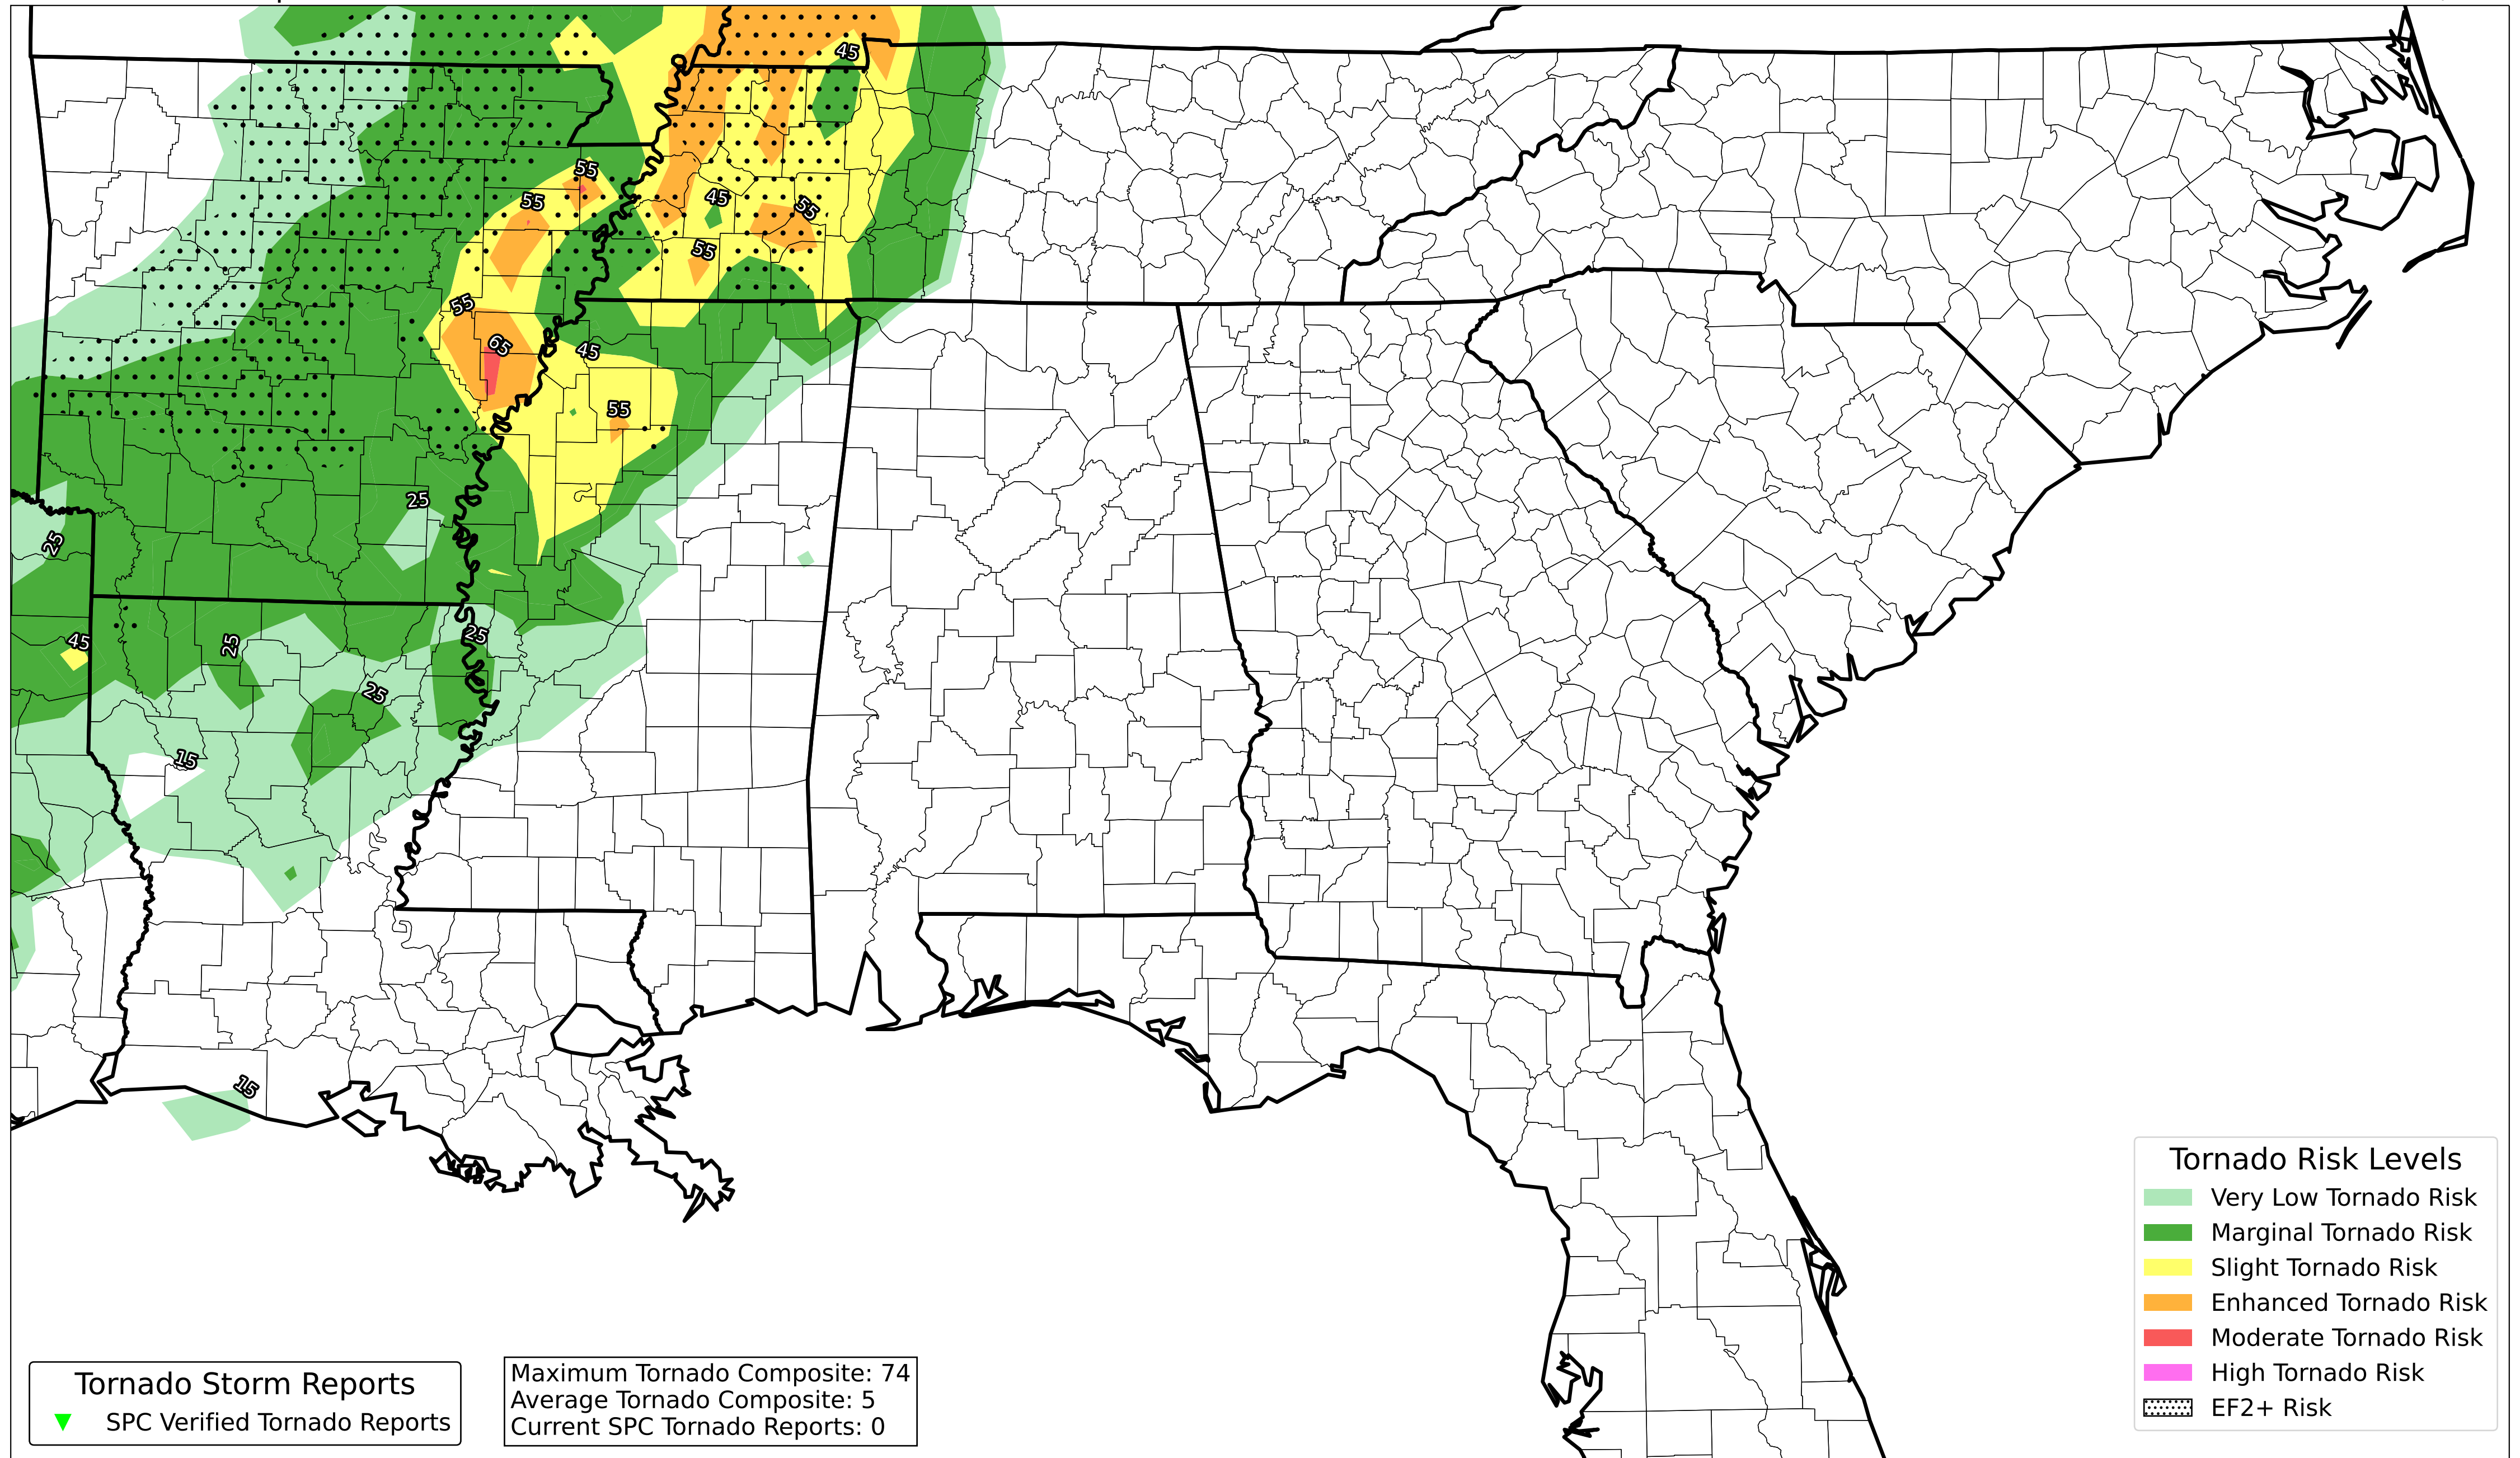 45
55
55
45
55
55
55
65
45
55
25
25
45
25
25
25
15
15
Tornado Risk Levels
Very Low Tornado Risk
Marginal Tornado Risk
Slight Tornado Risk
Enhanced Tornado Risk
Moderate Tornado Risk
High Tornado Risk
EF2+ Risk
Tornado Storm Reports
SPC Verified Tornado Reports
Maximum Tornado Composite: 74
Average Tornado Composite: 5
Current SPC Tornado Reports: 0